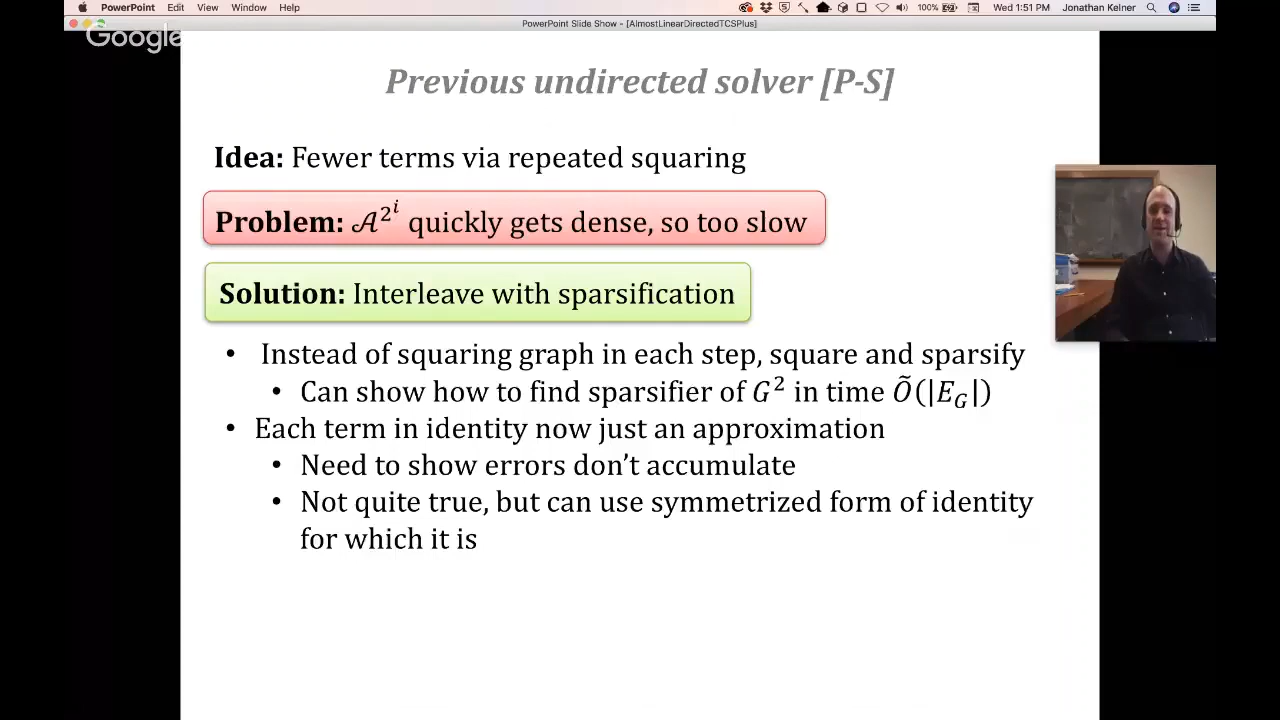 PowerPoint Edit View Window Help 100% Wed 1:51 PM Jonathan Kelner
PowerPoint Slide Show - [AlmostLinearDirectedTCSPlus]
Google
Previous undirected solver [P-S]
Idea: Fewer terms via repeated squaring
Problem: 𝒜^{2^i} quickly gets dense, so too slow
Solution: Interleave with sparsification
• Instead of squaring graph in each step, square and sparsify
• Can show how to find sparsifier of G² in time Õ(|E_G|)
• Each term in identity now just an approximation
• Need to show errors don’t accumulate
• Not quite true, but can use symmetrized form of identity
for which it is